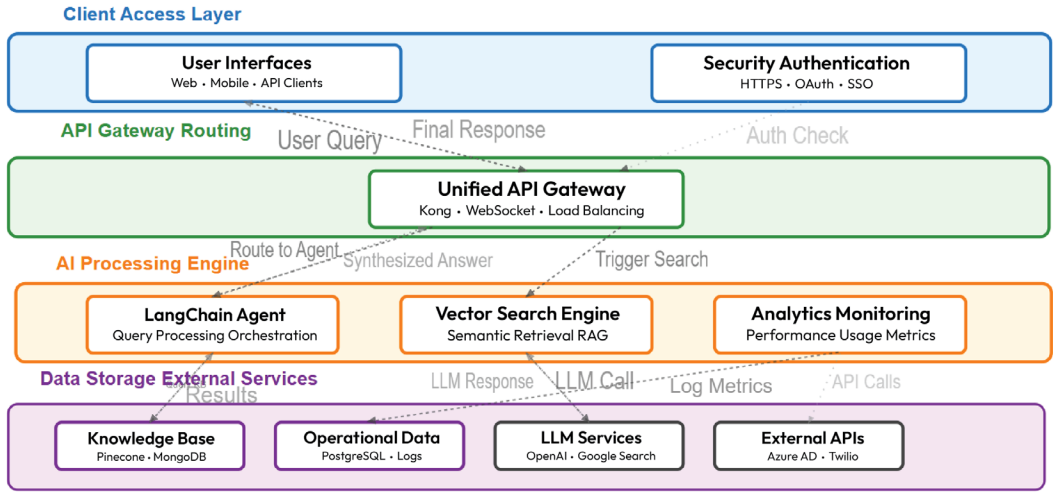 Client Access Layer
User Interfaces
Web • Mobile • API Clients
Security Authentication
HTTPS • OAuth • SSO
API Gateway Routing
User Query
Final Response
Auth Check
Unified API Gateway
Kong • WebSocket • Load Balancing
Route to Agent
Synthesized Answer
Trigger Search
AI Processing Engine
LangChain Agent
Query Processing Orchestration
Vector Search Engine
Semantic Retrieval RAG
Analytics Monitoring
Performance Usage Metrics
Data Storage External Services
Results
LLM Response
LLM Call
Log Metrics
API Calls
Knowledge Base
Pinecone • MongoDB
Operational Data
PostgreSQL • Logs
LLM Services
OpenAI • Google Search
External APIs
Azure AD • Twilio